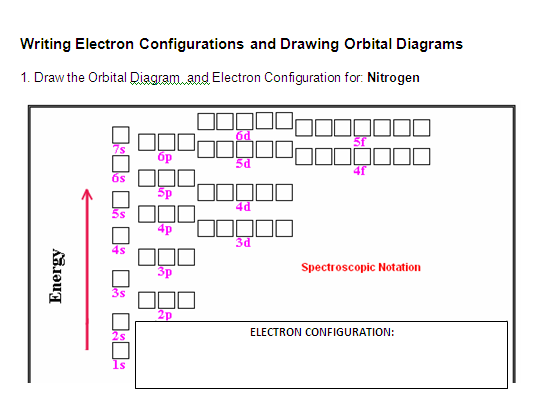 Writing Electron Configurations and Drawing Orbital Diagrams
1. Draw the Orbital Diagram and Electron Configuration for: Nitrogen
6d
7s
5f
6p
5d
4f
6s
5p
4d
5s
4p
3d
4s
Spectroscopic Notation
3p
Energy
3s
2p
ELECTRON CONFIGURATION:
2s
1s